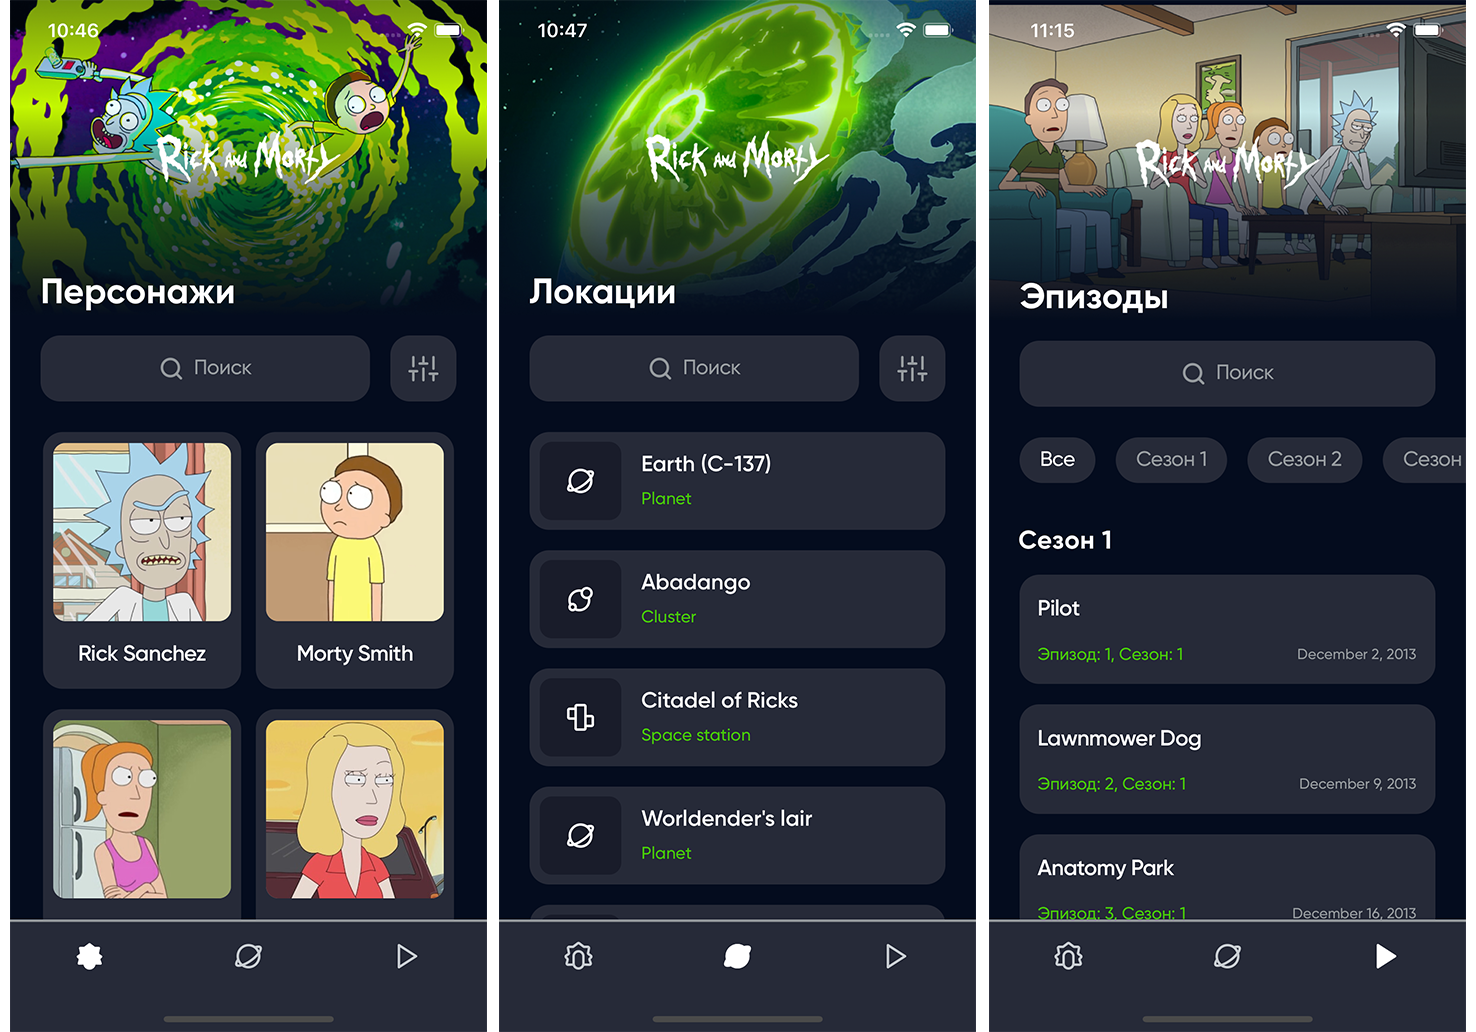 10:46
Rick and Morty
Персонажи
Поиск
Rick Sanchez
Morty Smith
10:47
Rick and Morty
Локации
Поиск
Earth (C-137)
Planet
Abadango
Cluster
Citadel of Ricks
Space station
Worldender's lair
Planet
11:15
Rick and Morty
Эпизоды
Поиск
Все
Сезон 1
Сезон 2
Сезон
Сезон 1
Pilot
Эпизод: 1, Сезон: 1
December 2, 2013
Lawnmower Dog
Эпизод: 2, Сезон: 1
December 9, 2013
Anatomy Park
Эпизод: 3, Сезон: 1
December 16, 2013